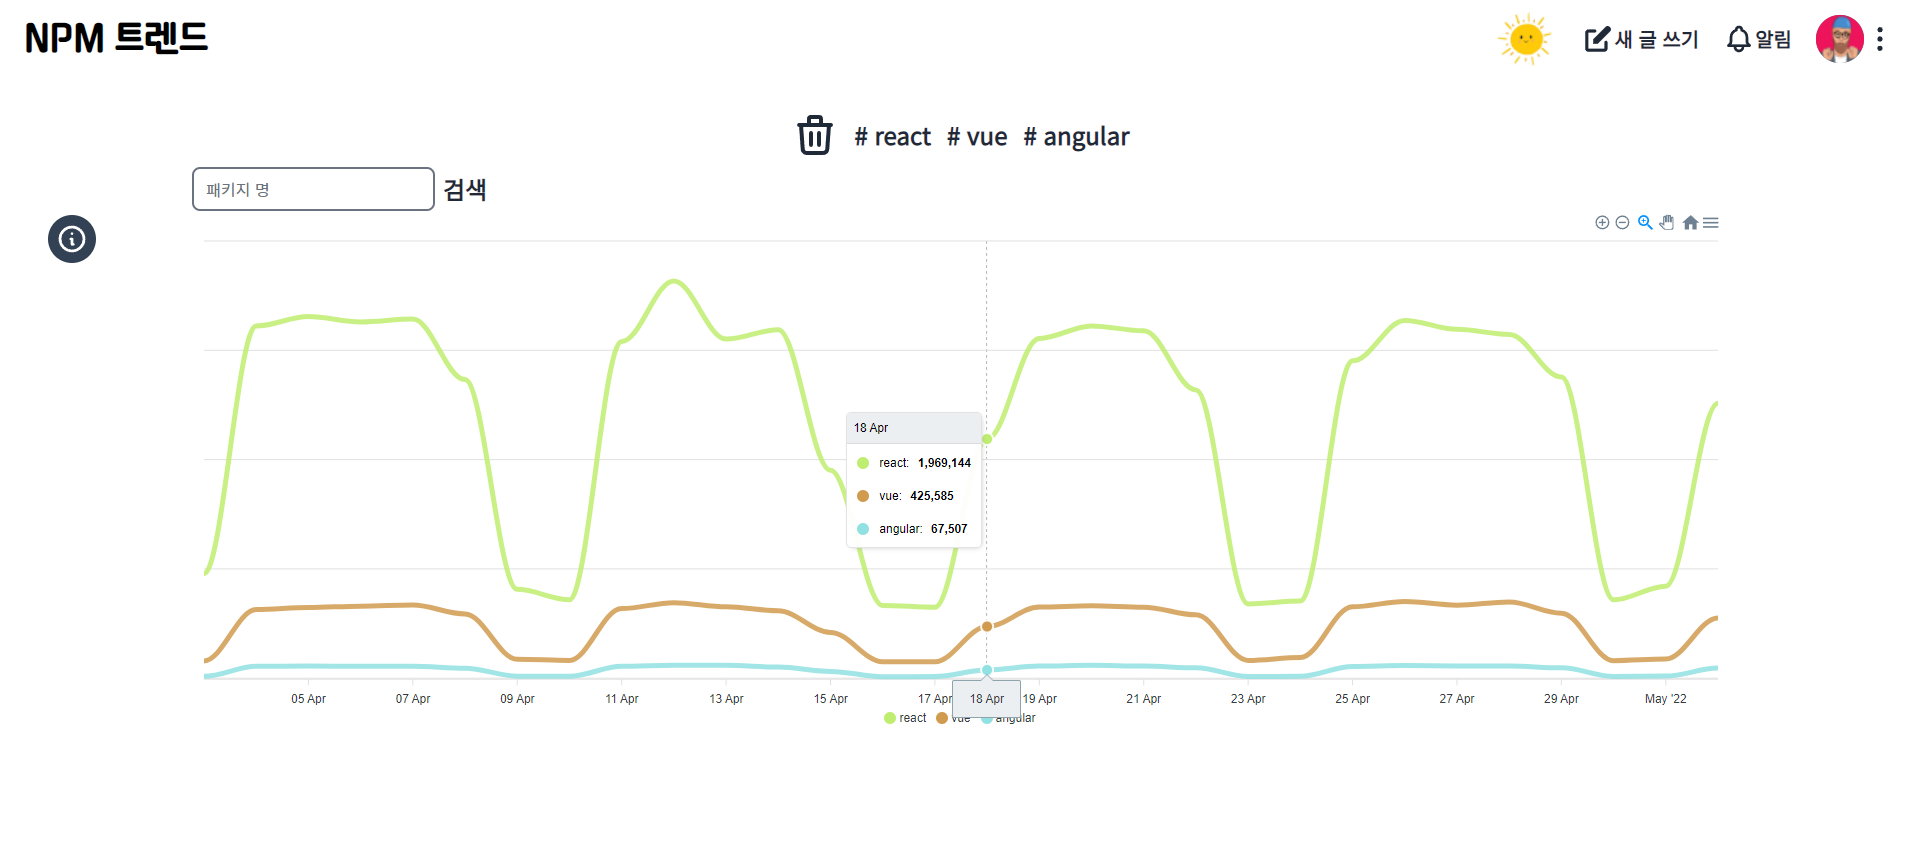 NPM 트렌드
새 글 쓰기
알림
# react # vue # angular
패키지 명
검색
18 Apr
react: 1,969,144
vue: 425,585
angular: 67,507
05 Apr 07 Apr 09 Apr 11 Apr 13 Apr 15 Apr 17 Apr 18 Apr 19 Apr 21 Apr 23 Apr 25 Apr 27 Apr 29 Apr May '22
react vue angular